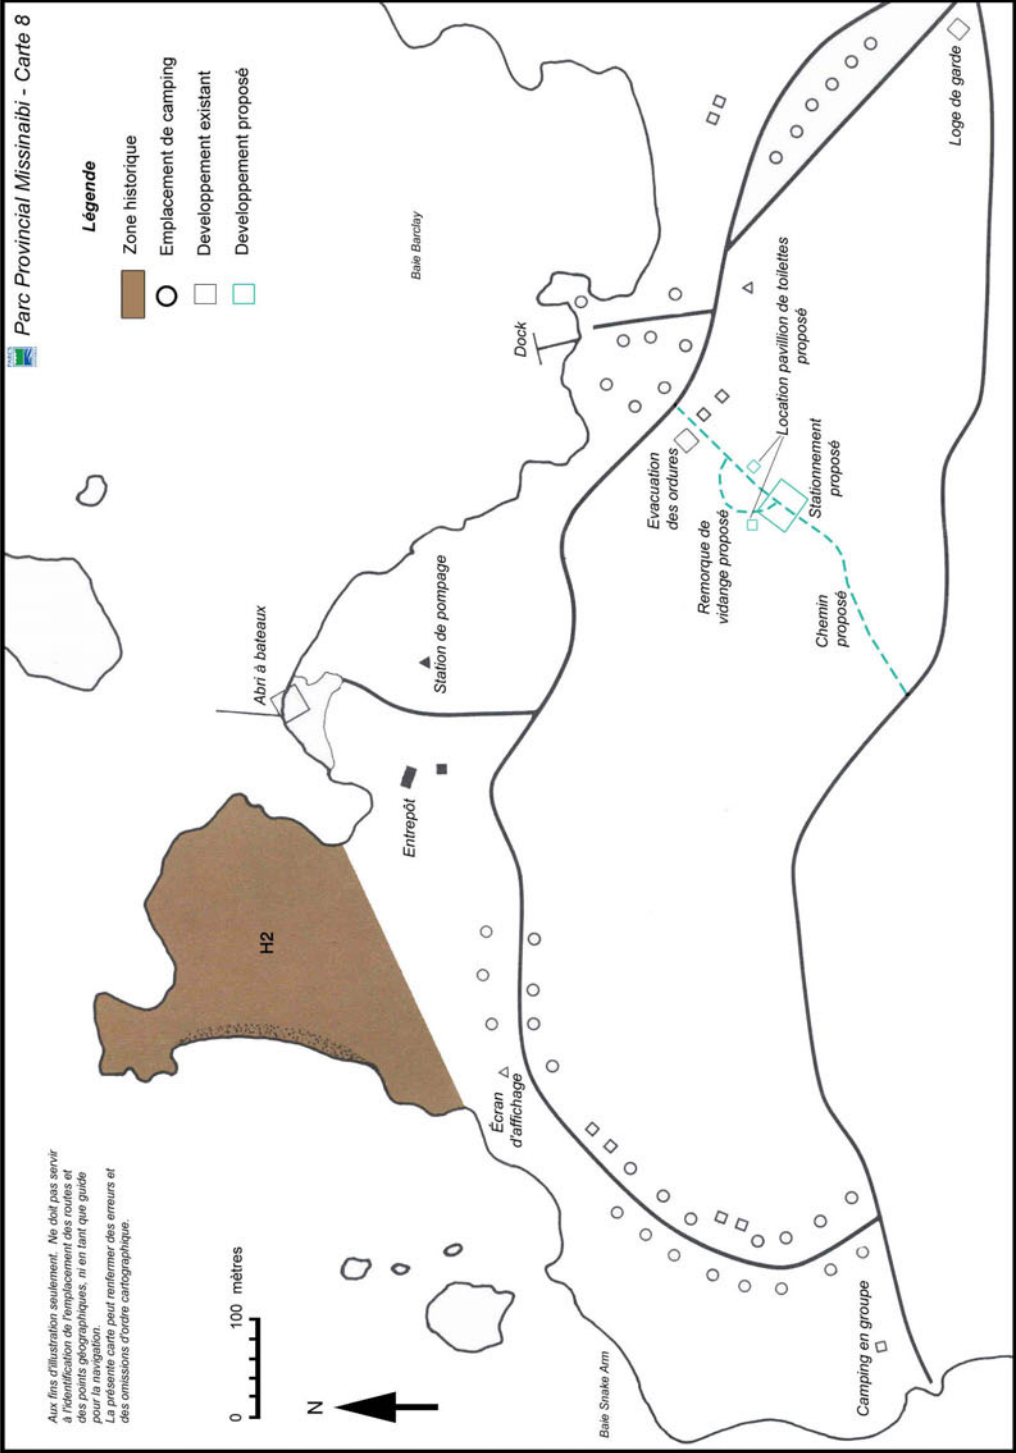 Parc Provincial Missinaibi - Carte 8
PARCS
Légende
Zone historique
Emplacement de camping
Developpement existant
Developpement proposé
Aux fins d'illustration seulement. Ne doit pas servir
à l'identification de l'emplacement des routes et
des points géographiques, ni en tant que guide
pour la navigation.
La présente carte peut renfermer des erreurs et
des omissions d'ordre cartographique.
0 100 mètres
N
Baie Snake Arm
Camping en groupe
Écran
d'affichage
H2
Entrepôt
Abri à bateaux
Station de pompage
Baie Barclay
Dock
Evacuation
des ordures
Remorque de
vidange proposé
Location pavillion de toilettes
proposé
Stationnement
proposé
Chemin
proposé
Loge de garde